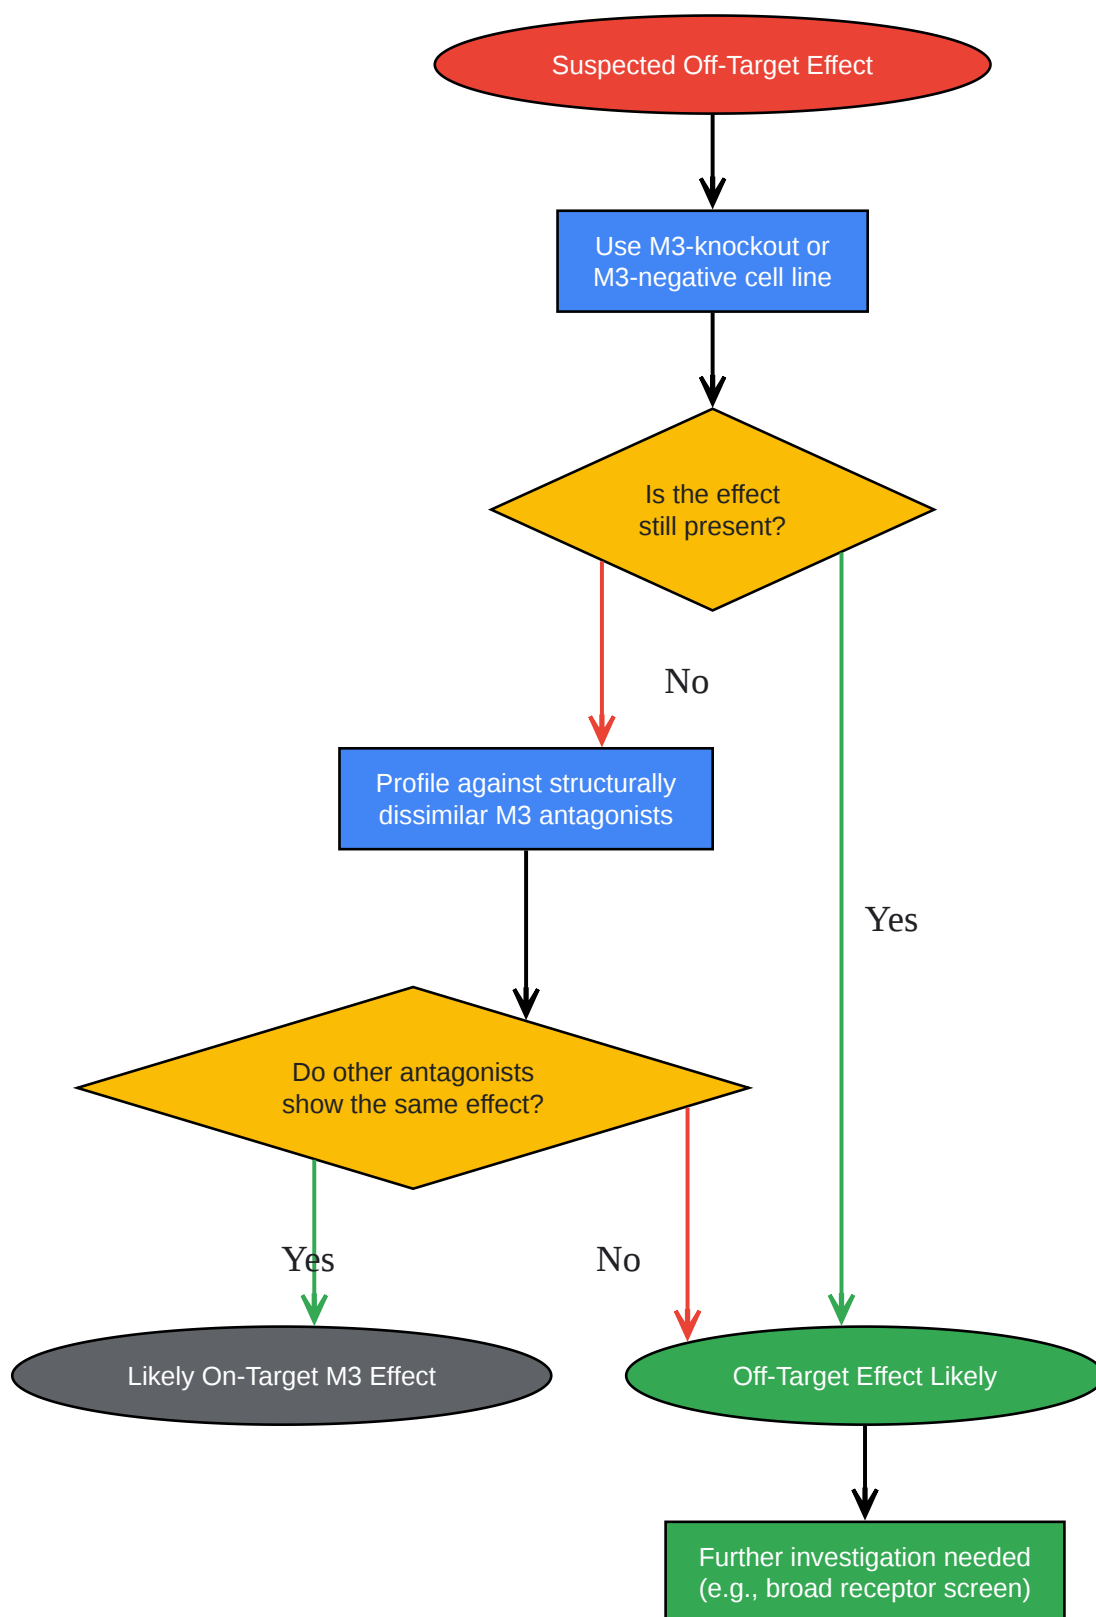 Suspected Off-Target Effect
Use M3-knockout or
M3-negative cell line
Is the effect
still present?
No
Profile against structurally
dissimilar M3 antagonists
Yes
Do other antagonists
show the same effect?
Yes
No
Likely On-Target M3 Effect
Off-Target Effect Likely
Further investigation needed
(e.g., broad receptor screen)